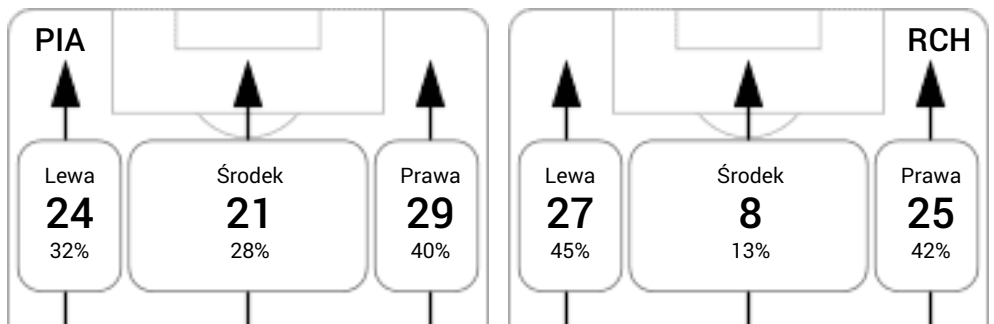 PIA
Lewa
24
32%
Środek
21
28%
Prawa
29
40%
RCH
Lewa
27
45%
Środek
8
13%
Prawa
25
42%